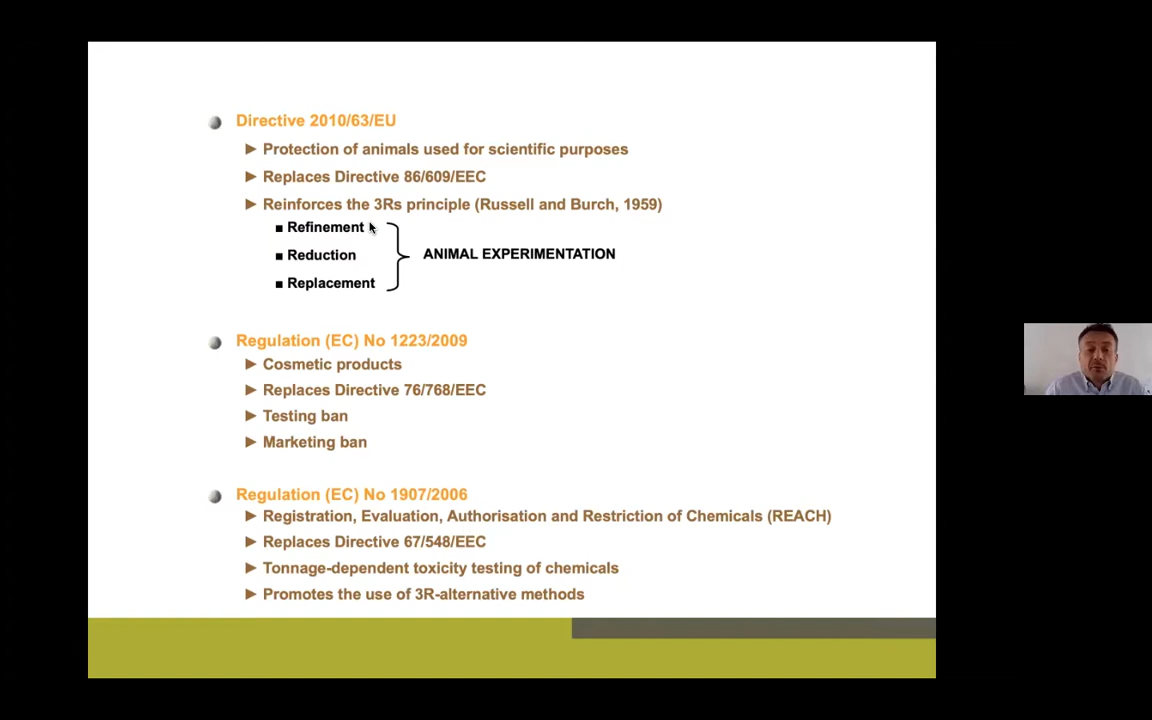 Directive 2010/63/EU
► Protection of animals used for scientific purposes
► Replaces Directive 86/609/EEC
► Reinforces the 3Rs principle (Russell and Burch, 1959)
■ Refinement
■ Reduction
ANIMAL EXPERIMENTATION
■ Replacement
Regulation (EC) No 1223/2009
► Cosmetic products
► Replaces Directive 76/768/EEC
► Testing ban
► Marketing ban
Regulation (EC) No 1907/2006
► Registration, Evaluation, Authorisation and Restriction of Chemicals (REACH)
► Replaces Directive 67/548/EEC
► Tonnage-dependent toxicity testing of chemicals
► Promotes the use of 3R-alternative methods